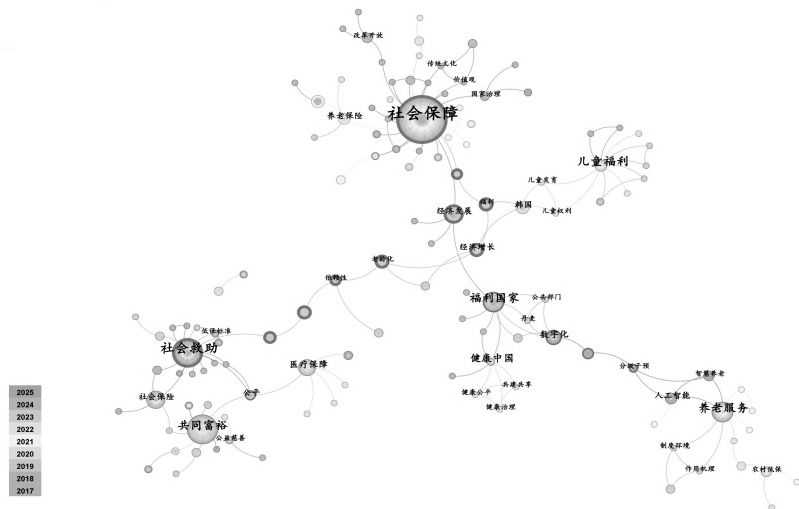 改革开放
传统文化
价值观
国家治理
社会保障
养老保险
儿童福利
儿童发育
福利
韩国
儿童权利
经济发展
经济增长
老龄化
依赖性
福利国家
公共部门
丹麦
数字化
低保标准
社会救助
健康中国
医疗保障
分级干预
智慧养老
共建共享
健康公平
公平
社会保险
人工智能
养老服务
健康治理
共同富裕
公益慈善
制度环境
作用机理
农村低保
2025
2024
2023
2022
2021
2020
2019
2018
2017